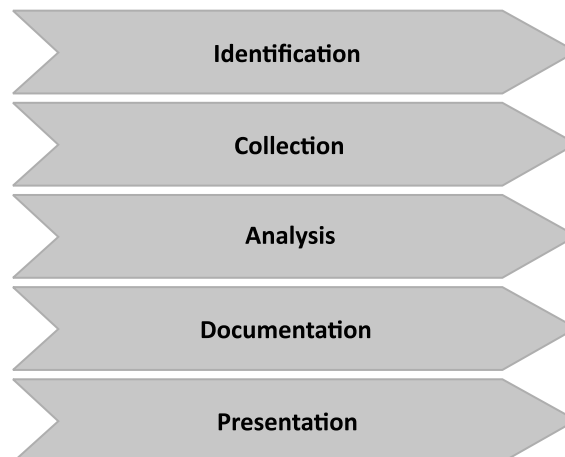 Identification
Collection
Analysis
Documentation
Presentation